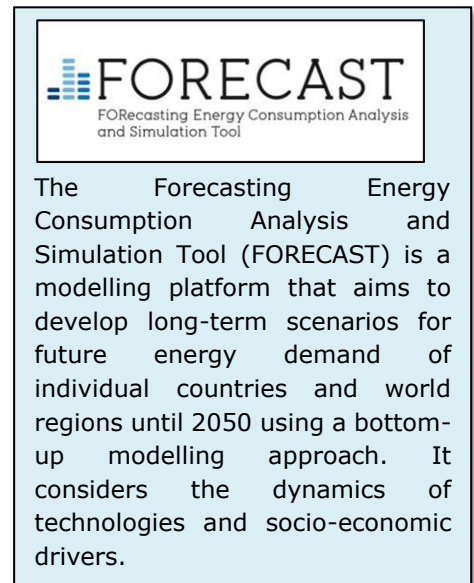 FORECAST
FORecasting Energy Consumption Analysis
and Simulation Tool
The Forecasting Energy
Consumption Analysis and
Simulation Tool (FORECAST) is a
modelling platform that aims to
develop long-term scenarios for
future energy demand of
individual countries and world
regions until 2050 using a bottom-
up modelling approach. It
considers the dynamics of
technologies and socio-economic
drivers.